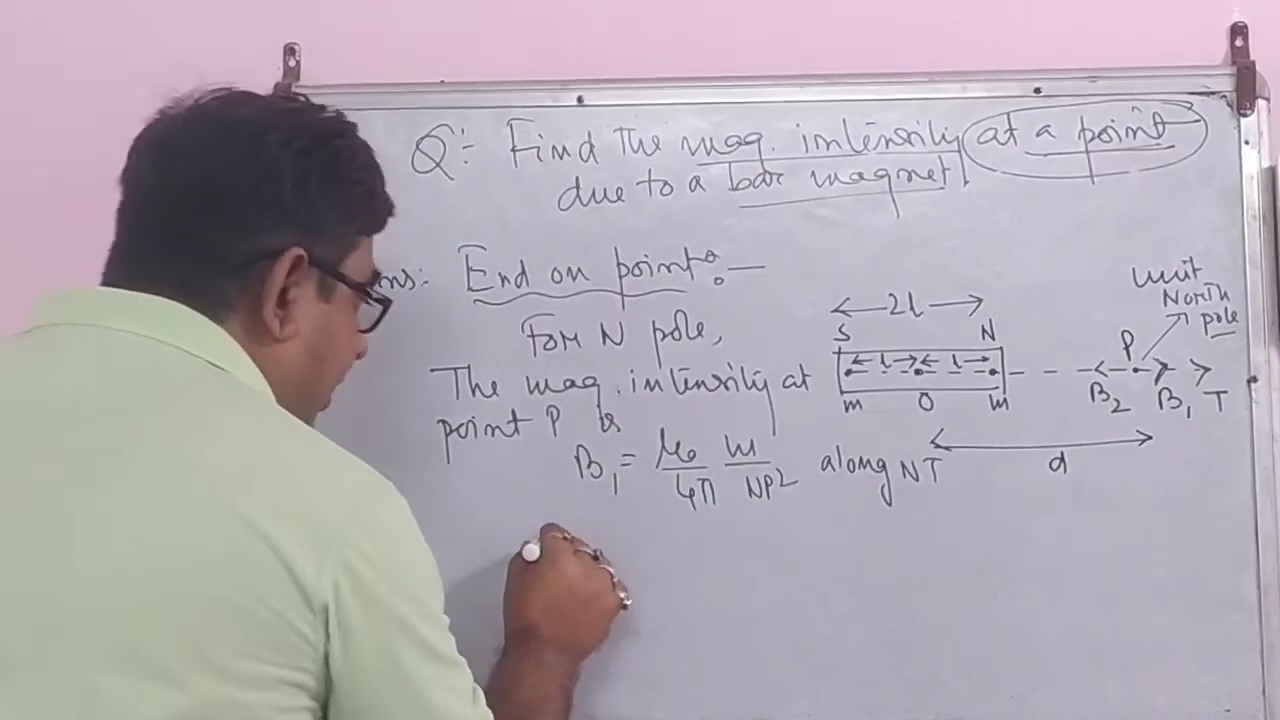 Q:- Find the mag. intensity at a point
due to a bar magnet.
ns: End on point :—
For N pole,
The mag. intensity at
point P is
B₁ = μ₀/4π m/NP² along NT
2l
S N
l l
m O m
unit
North
pole
P
B₂ B₁ T
d